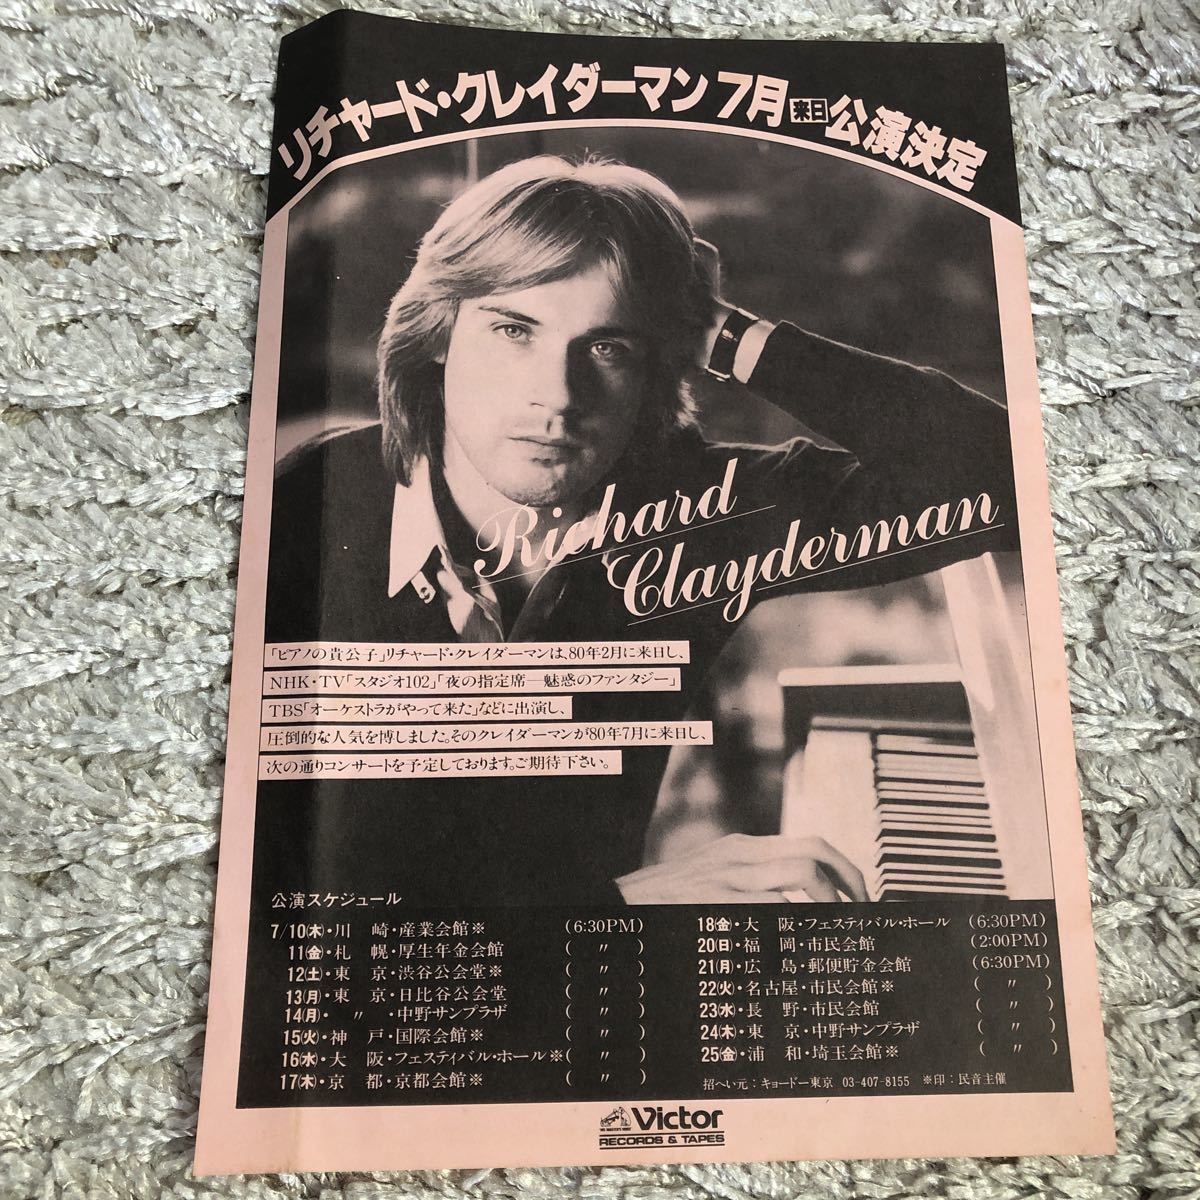 リチャード・クレイダーマン7月来日公演決定
Richard
Clayderman
「ピアノの貴公子」リチャード・クレイダーマンは、80年2月に来日し、
NHK・TV「スタジオ102」「夜の指定席―魅惑のファンタジー」
TBS「オーケストラがやって来た」などに出演し、
圧倒的な人気を博しました。そのクレイダーマンが80年7月に来日し、
次の通りコンサートを予定しております。ご期待下さい。
公演スケジュール
7/10(木)・川 崎・産業会館※ (6:30PM)
11(金)・札 幌・厚生年金会館 ( 〃 )
12(土)・東 京・渋谷公会堂※ ( 〃 )
13(月)・東 京・日比谷公会堂 ( 〃 )
14(月)・ 〃 ・中野サンプラザ ( 〃 )
15(火)・神 戸・国際会館※ ( 〃 )
16(水)・大 阪・フェスティバル・ホール※ ( 〃 )
17(木)・京 都・京都会館※ ( 〃 )
18(金)・大 阪・フェスティバル・ホール (6:30PM)
20(日)・福 岡・市民会館 (2:00PM)
21(月)・広 島・郵便貯金会館 (6:30PM)
22(火)・名古屋・市民会館※ ( 〃 )
23(水)・長 野・市民会館 ( 〃 )
24(木)・東 京・中野サンプラザ ( 〃 )
25(金)・浦 和・埼玉会館※ ( 〃 )
招へい元：キョードー東京 03-407-8155 ※印：民音主催
"HIS MASTER'S VOICE"
Victor
RECORDS & TAPES